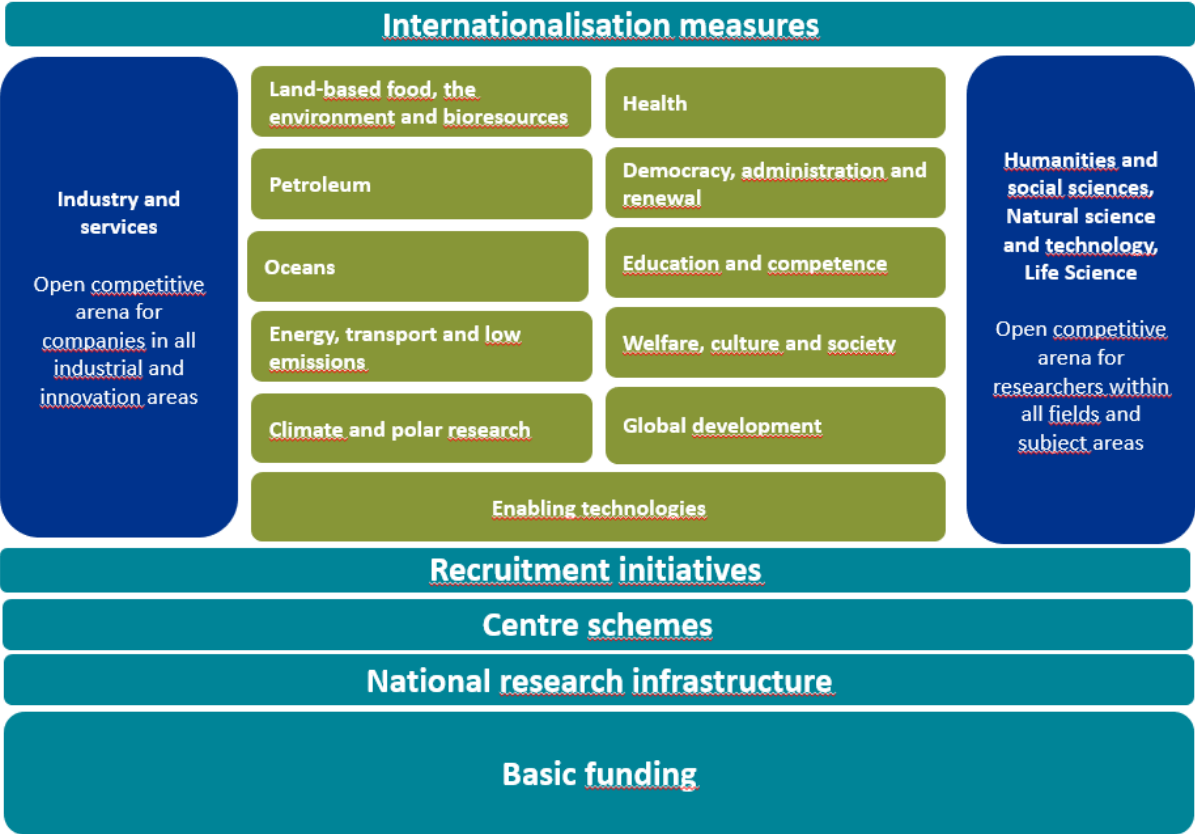 Internationalisation measures
Industry and
services
Open competitive
arena for
companies in all
industrial and
innovation areas
Land-based food, the
environment and bioresources
Petroleum
Oceans
Energy, transport and low
emissions
Climate and polar research
Health
Democracy, administration and
renewal
Education and competence
Welfare, culture and society
Global development
Enabling technologies
Humanities and
social sciences,
Natural science
and technology,
Life Science
Open competitive
arena for
researchers within
all fields and
subject areas
Recruitment initiatives
Centre schemes
National research infrastructure
Basic funding